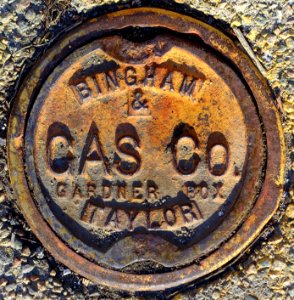 BINGHAM
&
GAS CO.
GARDNER BOX
TAYLOR